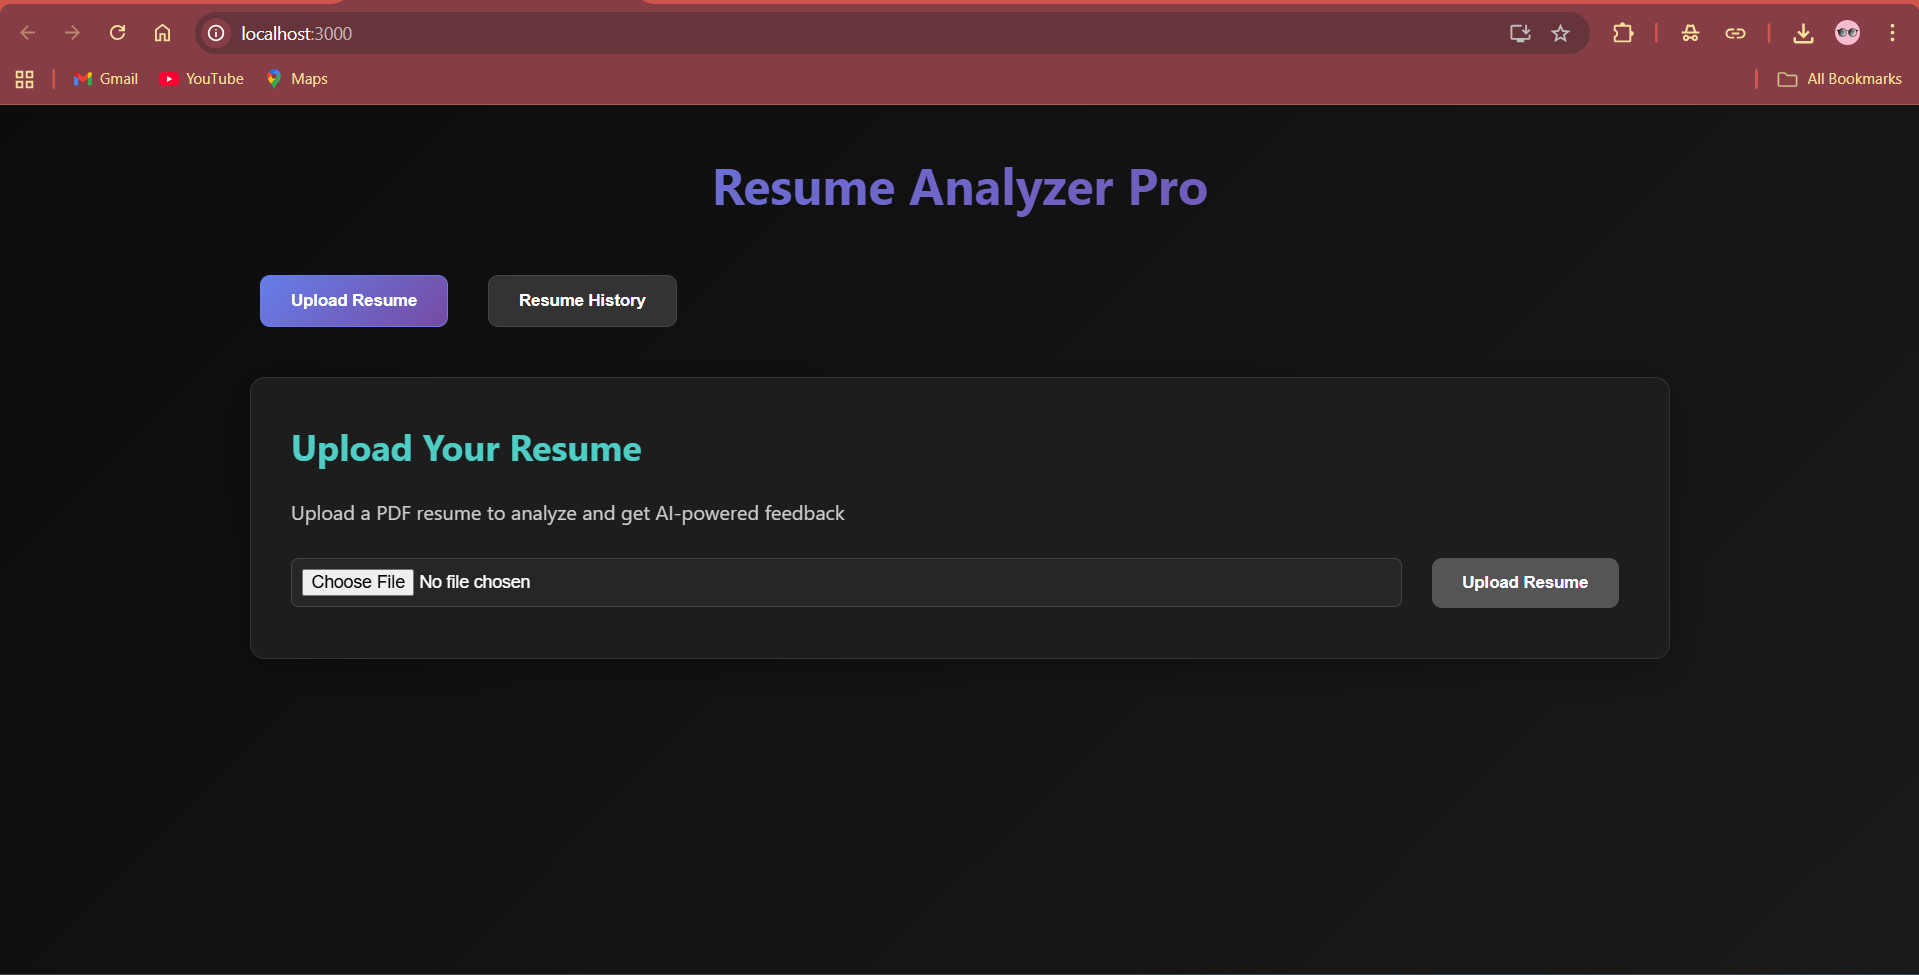 localhost:3000
Gmail YouTube Maps All Bookmarks
Resume Analyzer Pro
Upload Resume Resume History
Upload Your Resume
Upload a PDF resume to analyze and get AI-powered feedback
Choose File No file chosen Upload Resume